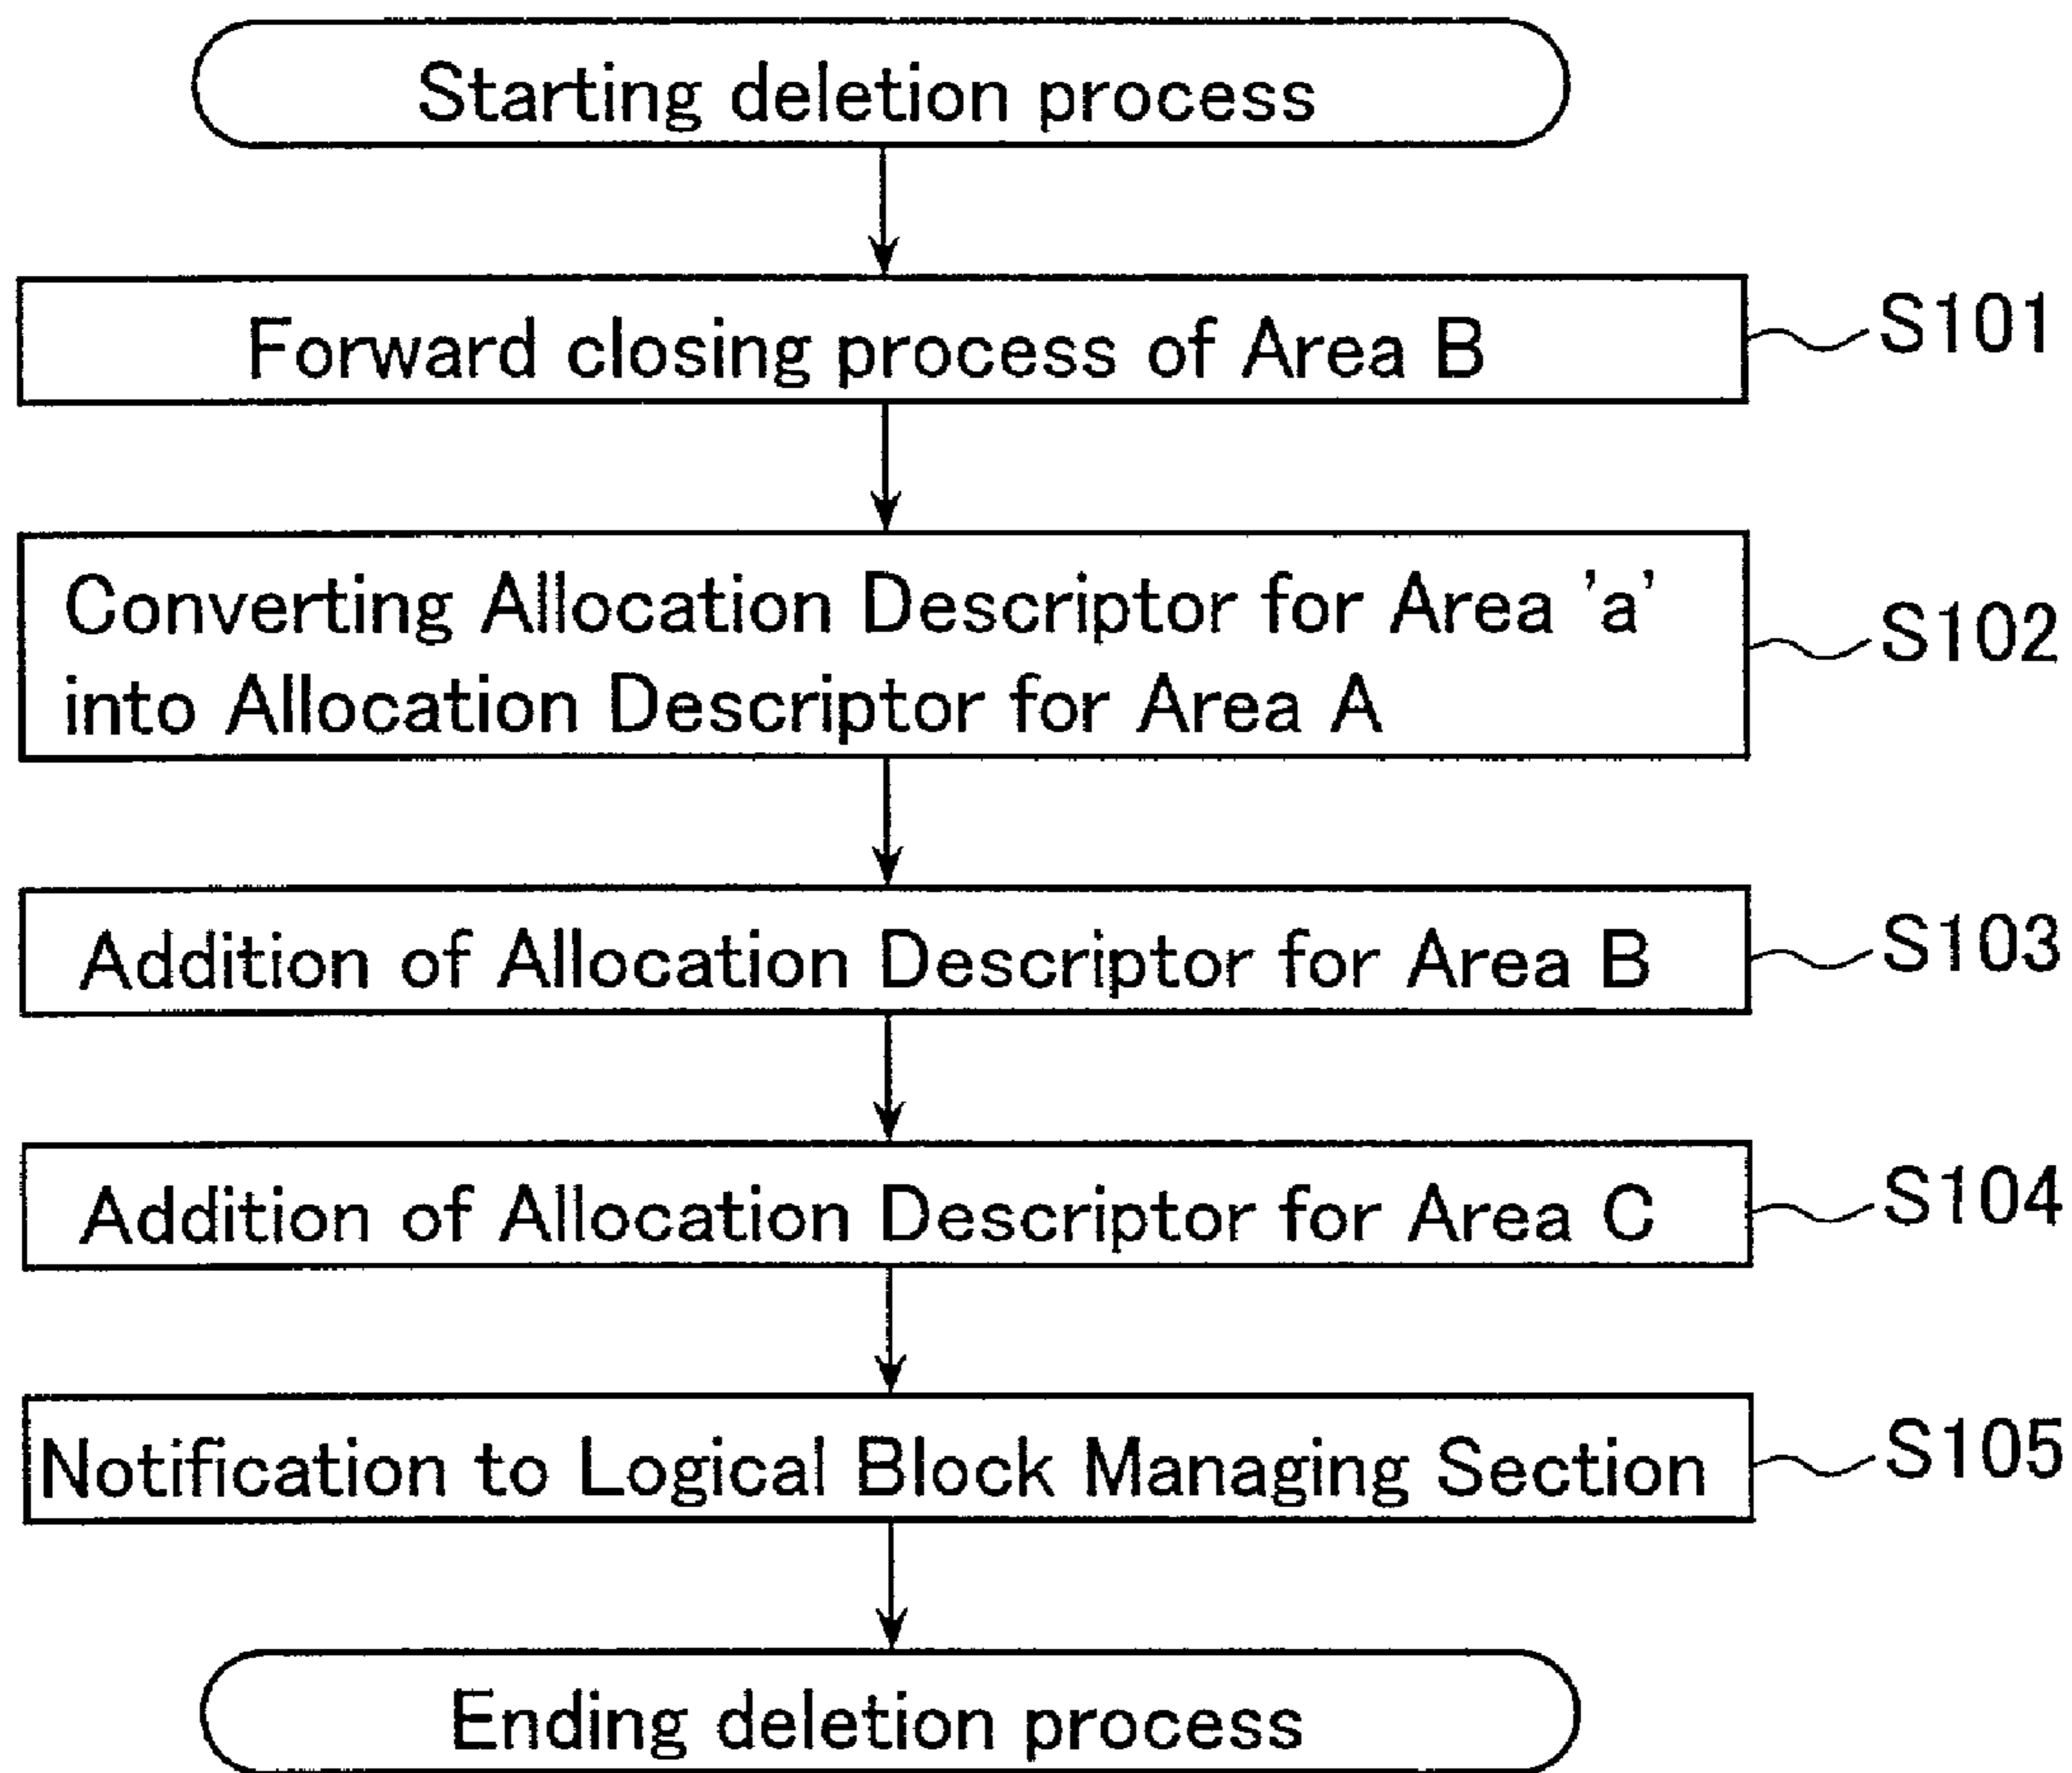 Starting deletion process
Forward closing process of Area B
S101
Converting Allocation Descriptor for Area 'a'
into Allocation Descriptor for Area A
S102
Addition of Allocation Descriptor for Area B
S103
Addition of Allocation Descriptor for Area C
S104
Notification to Logical Block Managing Section
S105
Ending deletion process